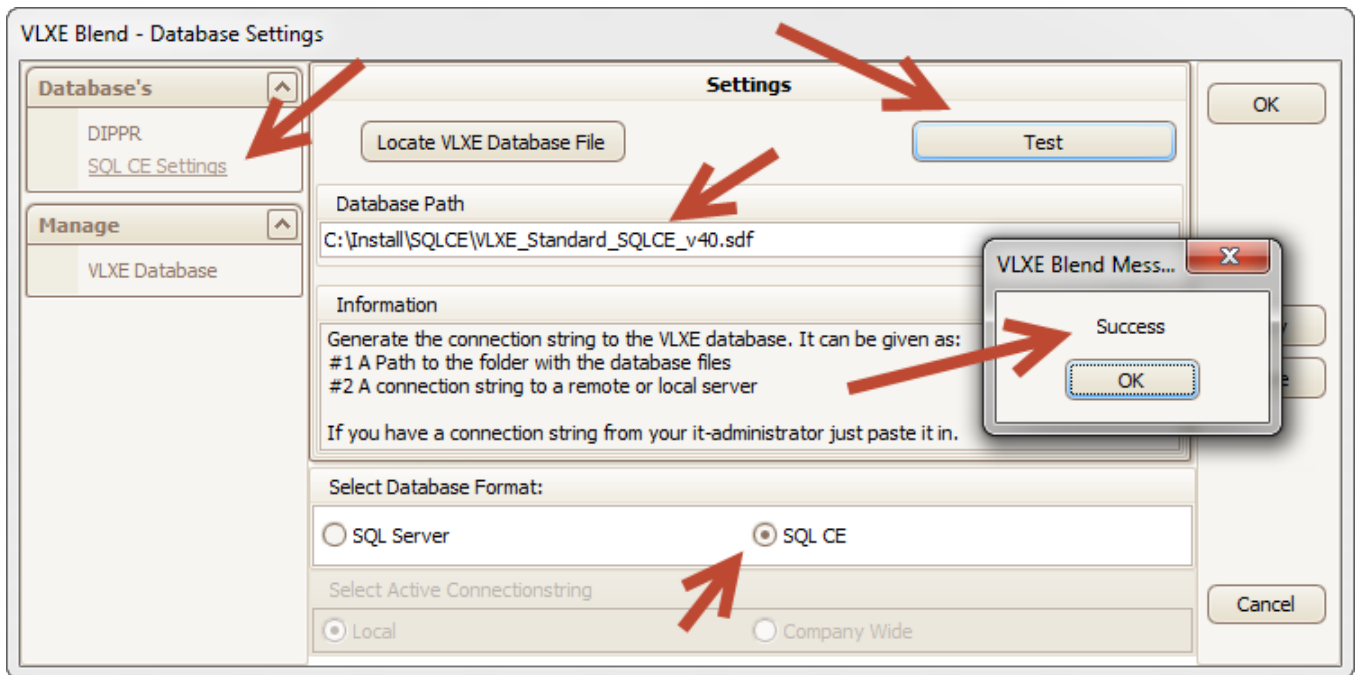 VLXE Blend - Database Settings
Database's
DIPPR
SQL CE Settings
Manage
VLXE Database
Settings
Locate VLXE Database File
Test
Database Path
C:\Install\SQLCE\VLXE_Standard_SQLCE_v40.sdf
Information
Generate the connection string to the VLXE database. It can be given as:
#1 A Path to the folder with the database files
#2 A connection string to a remote or local server
If you have a connection string from your it-administrator just paste it in.
Select Database Format:
SQL Server
SQL CE
Select Active Connectionstring
Local
Company Wide
OK
Cancel
VLXE Blend Mess...
Success
OK